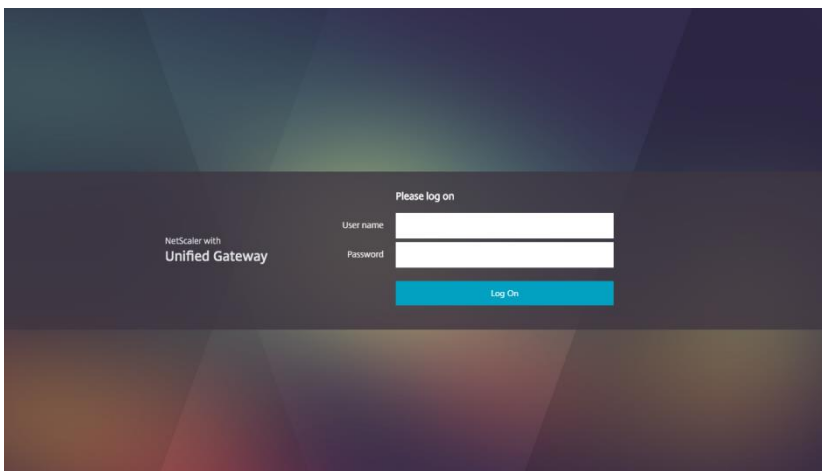 Please log on
User name
NetScaler with
Unified Gateway
Password
Log On